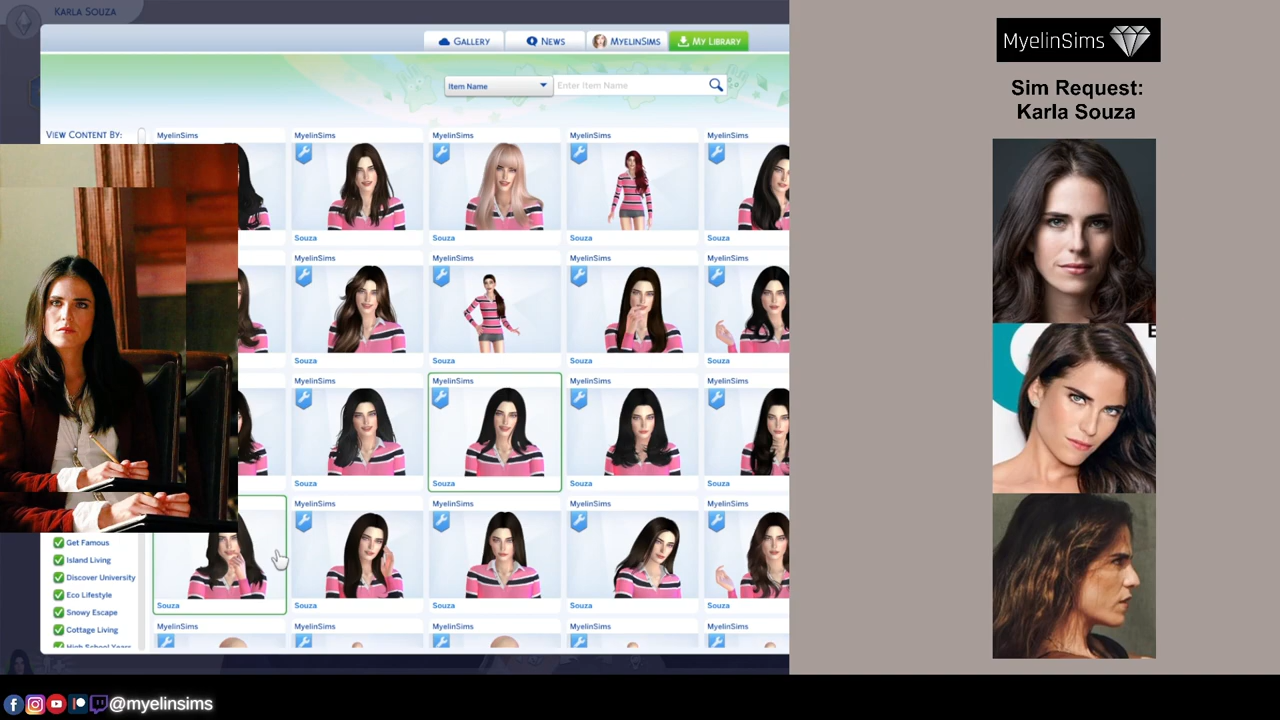 KARLA SOUZA
GALLERY
NEWS
MYELINSIMS
MY LIBRARY
Item Name
Enter Item Name
VIEW CONTENT BY:
MyelinSims
MyelinSims
MyelinSims
MyelinSims
MyelinSims
Souza
Souza
Souza
Souza
MyelinSims
MyelinSims
MyelinSims
MyelinSims
Souza
Souza
Souza
Souza
MyelinSims
MyelinSims
MyelinSims
MyelinSims
Souza
Souza
Souza
Souza
MyelinSims
MyelinSims
MyelinSims
MyelinSims
Souza
Souza
Souza
Souza
Souza
MyelinSims
MyelinSims
MyelinSims
MyelinSims
MyelinSims
Get Famous
Island Living
Discover University
Eco Lifestyle
Snowy Escape
Cottage Living
High School Years
MyelinSims
Sim Request:
Karla Souza
@myelinsims